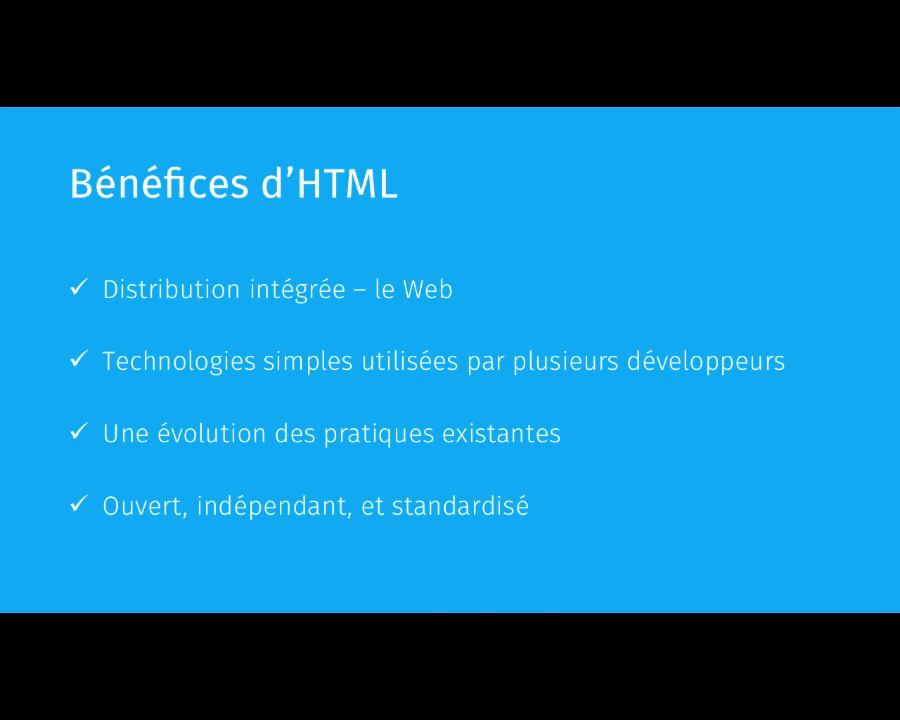 Bénéfices d’HTML
✓ Distribution intégrée – le Web
✓ Technologies simples utilisées par plusieurs développeurs
✓ Une évolution des pratiques existantes
✓ Ouvert, indépendant, et standardisé